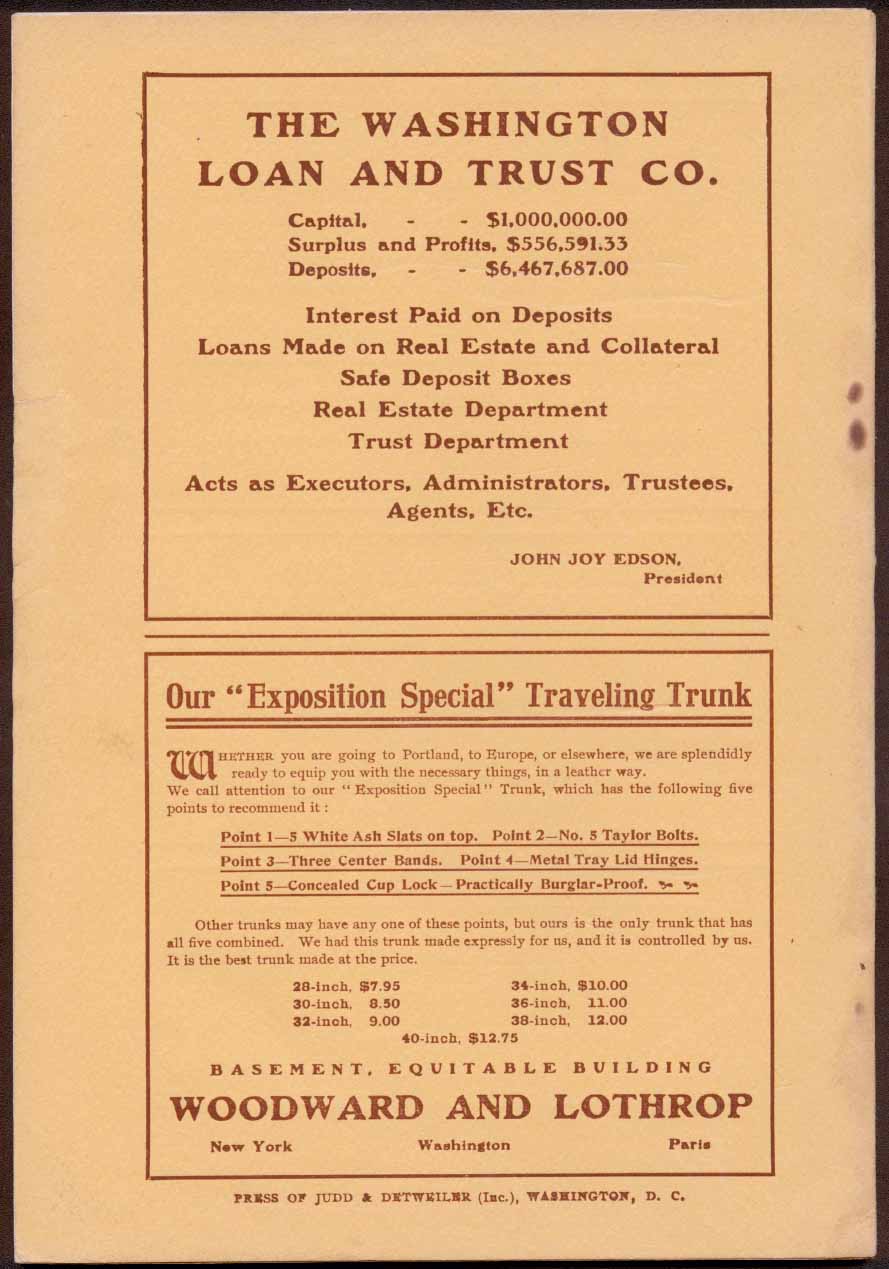 THE WASHINGTON
LOAN AND TRUST CO.
Capital, - - $1,000,000.00
Surplus and Profits, $556,591.33
Deposits, - - $6,467,687.00
Interest Paid on Deposits
Loans Made on Real Estate and Collateral
Safe Deposit Boxes
Real Estate Department
Trust Department
Acts as Executors, Administrators, Trustees,
Agents, Etc.
JOHN JOY EDSON,
President
Our “Exposition Special” Traveling Trunk
WHETHER you are going to Portland, to Europe, or elsewhere, we are splendidly
ready to equip you with the necessary things, in a leather way.
We call attention to our “Exposition Special” Trunk, which has the following five
points to recommend it:
Point 1—5 White Ash Slats on top. Point 2—No. 5 Taylor Bolts.
Point 3—Three Center Bands. Point 4—Metal Tray Lid Hinges.
Point 5—Concealed Cup Lock—Practically Burglar-Proof.
Other trunks may have any one of these points, but ours is the only trunk that has
all five combined. We had this trunk made expressly for us, and it is controlled by us.
It is the best trunk made at the price.
28-inch, $7.95 34-inch, $10.00
30-inch, 8.50 36-inch, 11.00
32-inch, 9.00 38-inch, 12.00
40-inch, $12.75
BASEMENT, EQUITABLE BUILDING
WOODWARD AND LOTHROP
New York Washington Paris
PRESS OF JUDD & DETWEILER (Inc.), WASHINGTON, D. C.